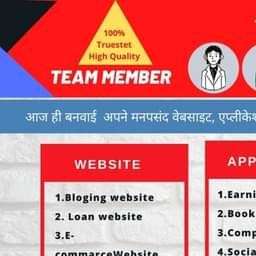 100%
Truestet
High Quality
TEAM MEMBER
आज ही बनवाई अपने मनपसंद वेबसाइट,
WEBSITE
1.Bloging website
2. Loan website
3.E-
commarceWebsite
APP
1.Earni
2.Book
3.Comp
4.Socia